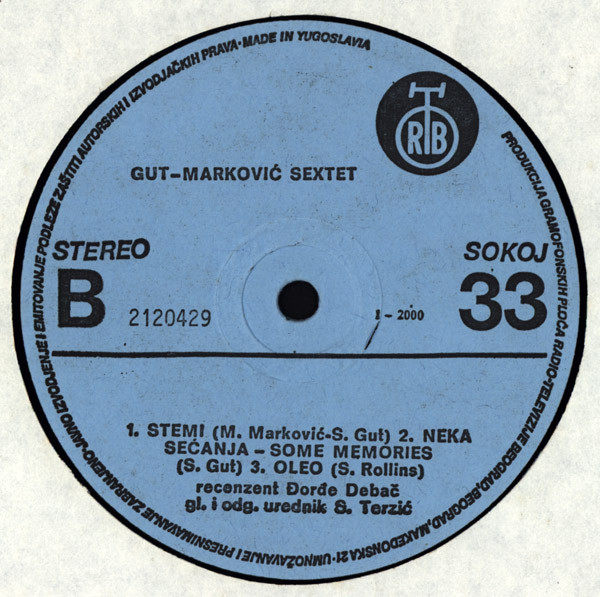 PRODUKCIJA GRAMOFONSKIH PLOČA RADIO-TELEVIZIJE BEOGRAD, BEOGRAD, MAKEDONSKA 21 · UMNOŽAVANJE I PRESNIMAVANJE ZABRANJENO · JAVNO IZVODJENJE I EMITOVANJE PODLEŽE ZAŠTITI AUTORSKIH I IZVODJAČKIH PRAVA · MADE IN YUGOSLAVIA
RTB
GUT-MARKOVIĆ SEXTET
STEREO SOKOJ
B 2120429 I-2000 33
1. STEMI (M. Marković-S. Gut) 2. NEKA
SEĆANJA - SOME MEMORIES
(S. Gut) 3. OLEO (S. Rollins)
recenzent Đorđe Debač
gl. i odg. urednik S. Terzić